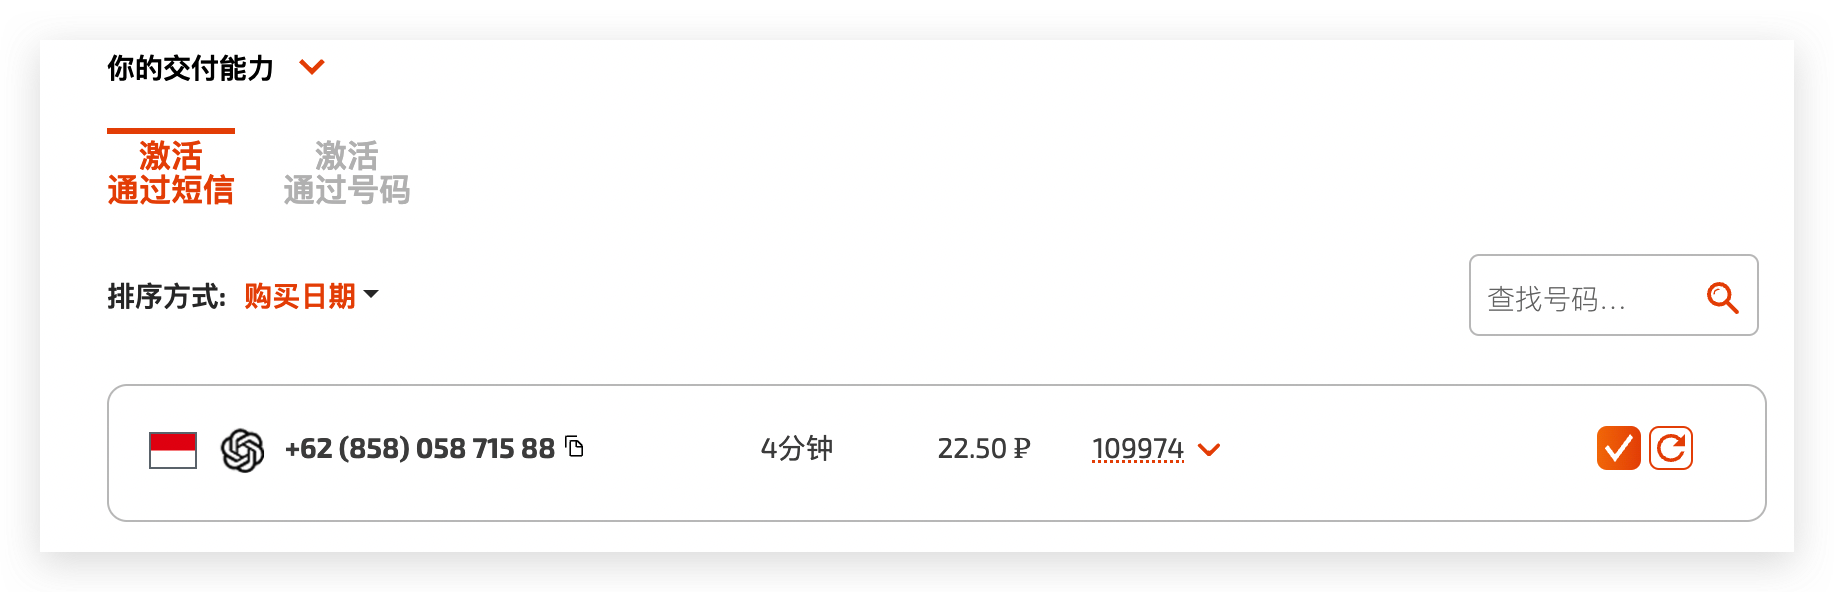 你的交付能力
激活 激活
通过短信 通过号码
排序方式: 购买日期
查找号码...
+62 (858) 058 715 88 4分钟 22.50 ₽ 109974